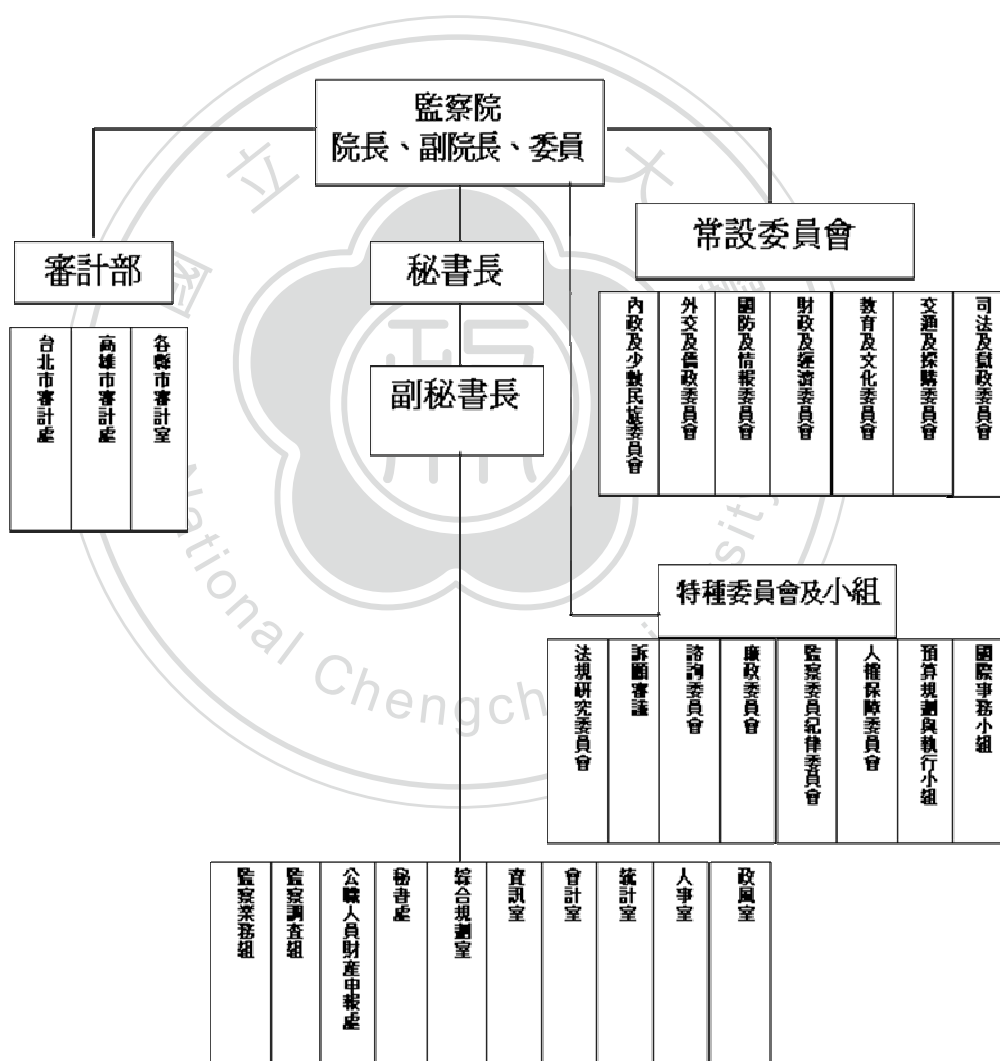 監察院
院長、副院長、委員
審計部
台北市審計處
高雄市審計處
各縣市審計室
秘書長
副秘書長
常設委員會
內政及少數民族委員會
外交及僑政委員會
國防及情報委員會
財政及經濟委員會
教育及文化委員會
交通及採購委員會
司法及獄政委員會
特種委員會及小組
法規研究委員會
訴願審議
諮詢委員會
廉政委員會
監察委員紀律委員會
人權保障委員會
預算規劃與執行小組
國際事務小組
監察業務組
監察調查組
公職人員財產申報處
秘書處
綜合規劃室
資訊室
會計室
統計室
人事室
政風室
立
大
National Chengch
sity